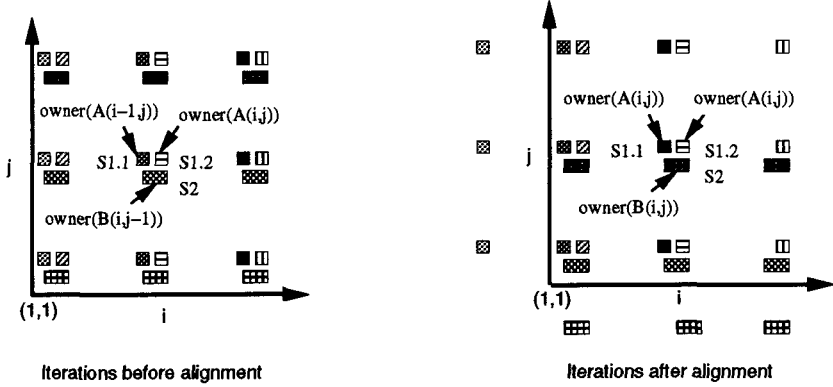 owner(A(i−1,j))
owner(A(i,j))
S1.1
S1.2
S2
j
owner(B(i,j−1))
(1,1)
i
Iterations before alignment
owner(A(i,j))
owner(A(i,j))
S1.1
S1.2
S2
j
owner(B(i,j))
(1,1)
i
Iterations after alignment